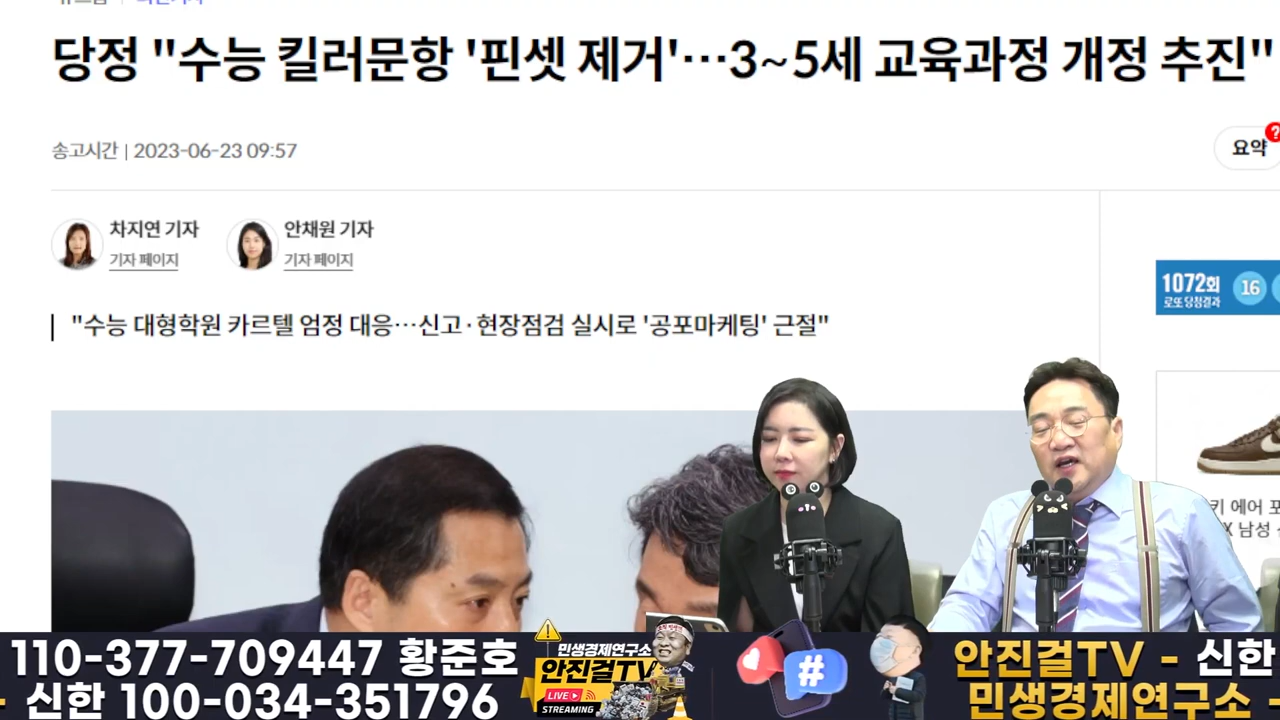 당정 "수능 킬러문항 '핀셋 제거'…3~5세 교육과정 개정 추진"
송고시간 | 2023-06-23 09:57
요약
?
차지연 기자
기자 페이지
안채원 기자
기자 페이지
"수능 대형학원 카르텔 엄정 대응…신고·현장점검 실시로 '공포마케팅' 근절"
1072회
로또 당첨결과
16
키 에어 포
X 남성 
110-377-709447 황준호
신한 100-034-351796
민생경제연구소
안진걸TV
LIVE
STREAMING
#
안진걸TV - 신한
민생경제연구소 -